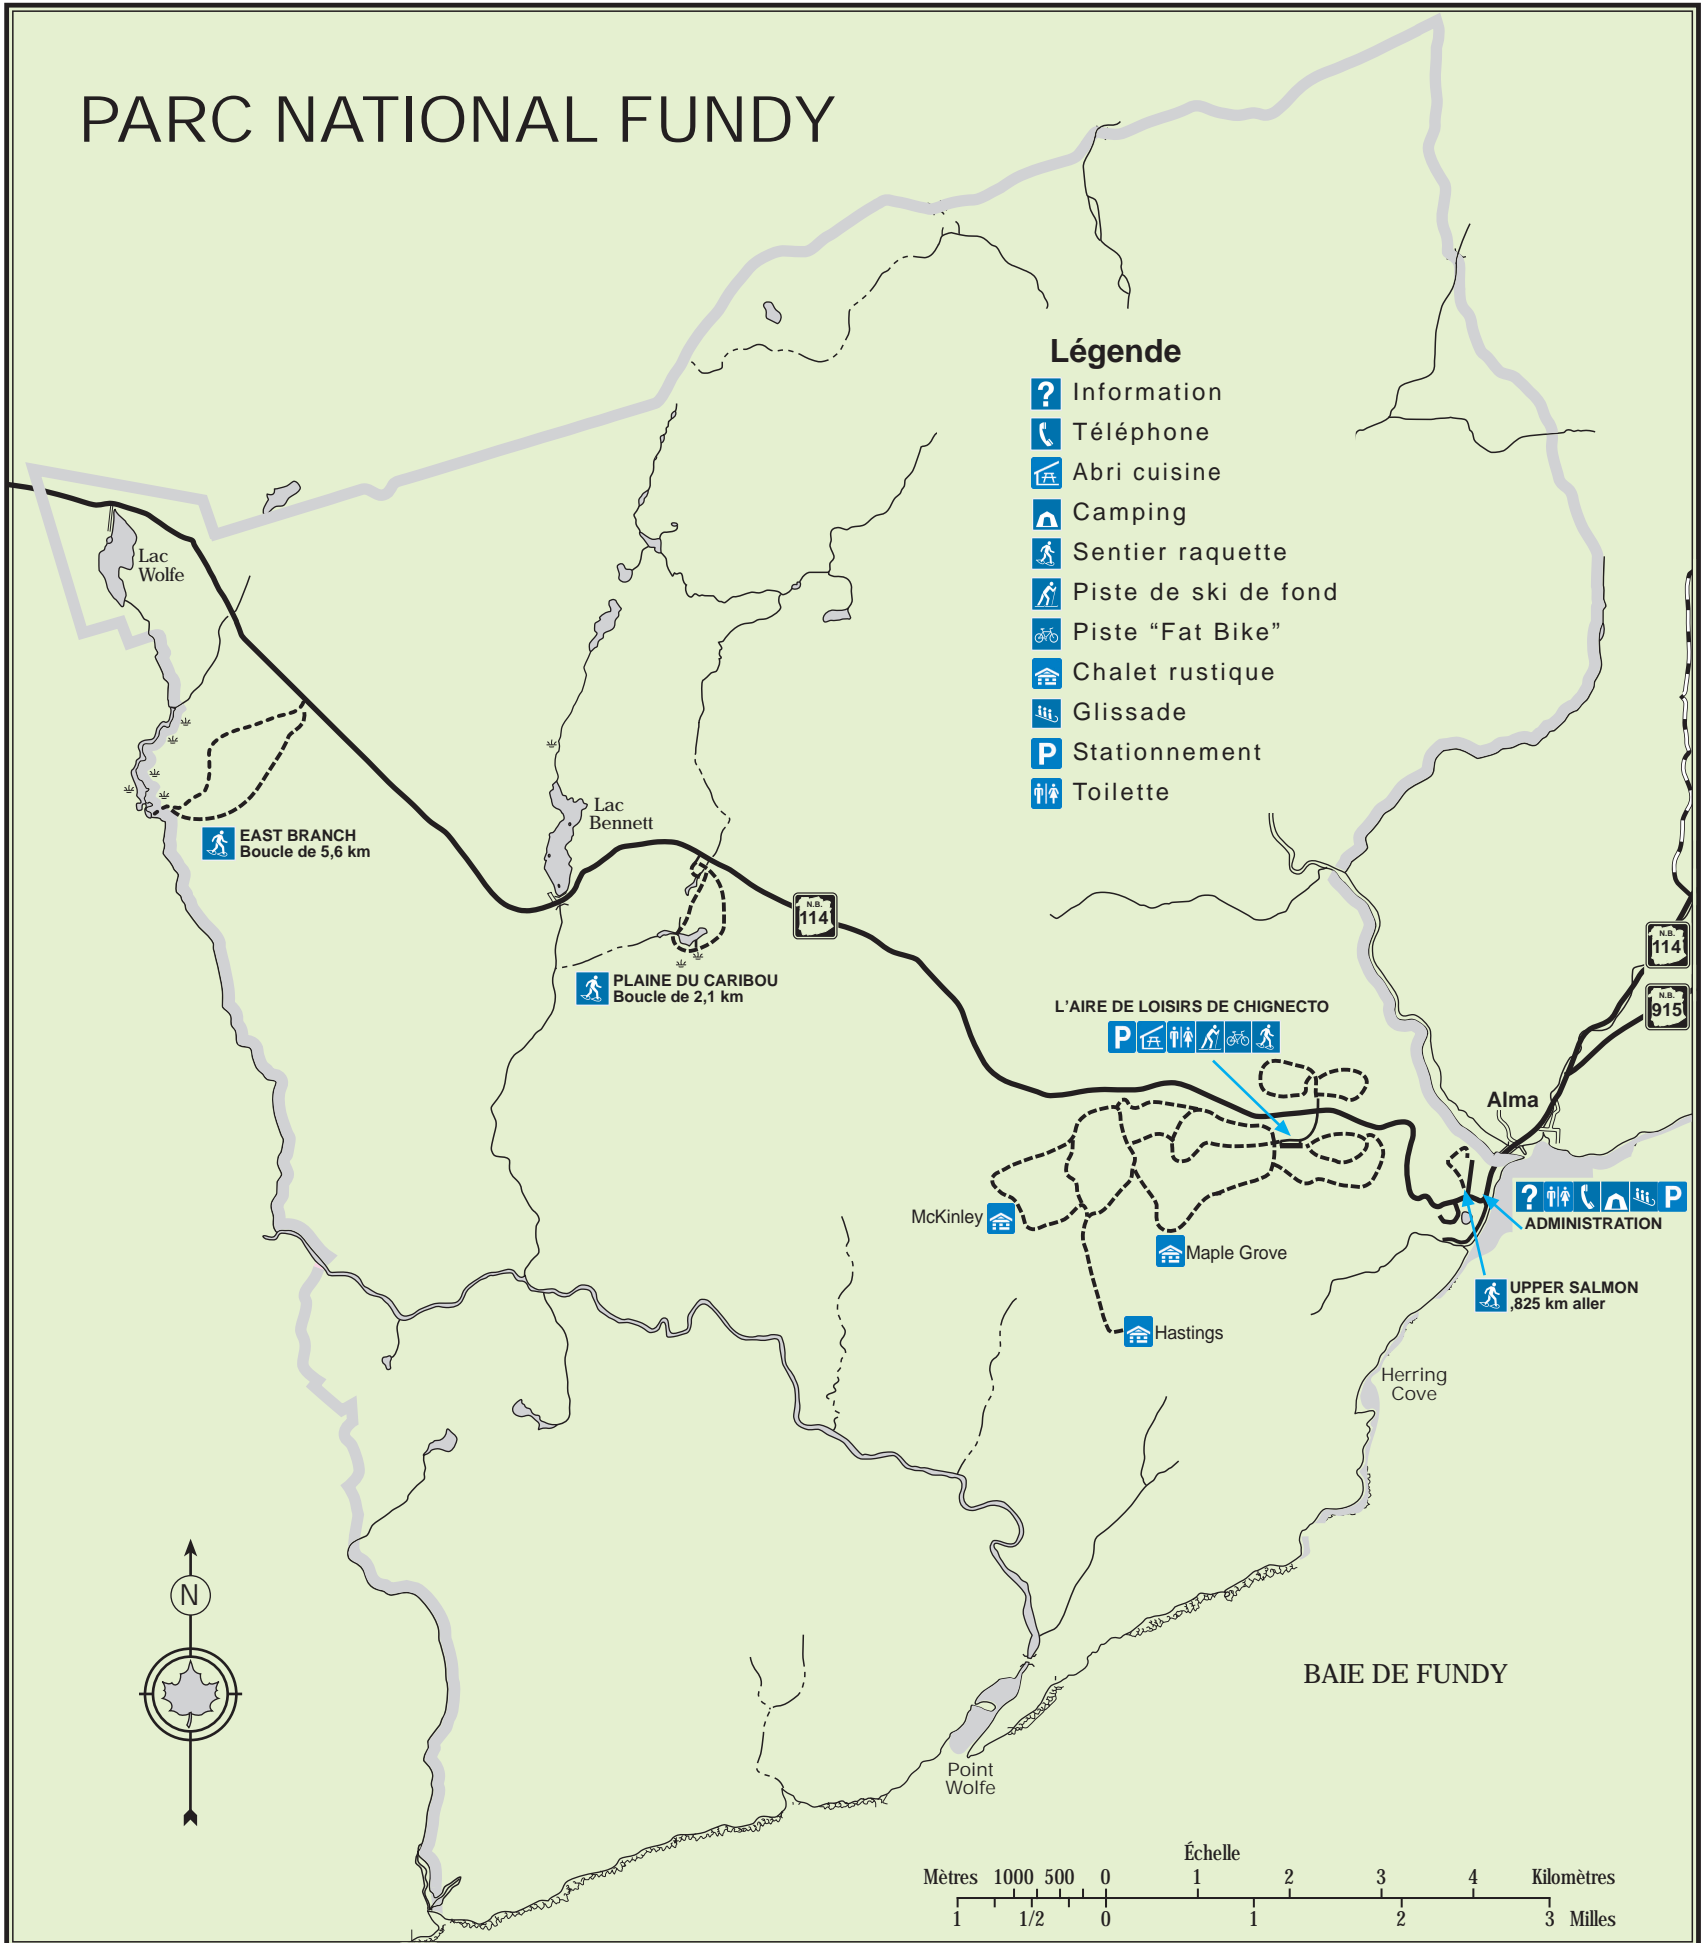 PARC NATIONAL FUNDY
Légende
? Information
Téléphone
Abri cuisine
Camping
Sentier raquette
Piste de ski de fond
Piste “Fat Bike”
Chalet rustique
Glissade
P Stationnement
Toilette
Lac
Wolfe
EAST BRANCH
Boucle de 5,6 km
Lac
Bennett
N.B.
114
PLAINE DU CARIBOU
Boucle de 2,1 km
N.B.
114
N.B.
915
L'AIRE DE LOISIRS DE CHIGNECTO
P
Alma
McKinley
Maple Grove
Hastings
? P
ADMINISTRATION
UPPER SALMON
,825 km aller
Herring
Cove
N
BAIE DE FUNDY
Point
Wolfe
Échelle
Mètres 1000 500 0 1 2 3 4 Kilomètres
1 1/2 0 1 2 3 Milles